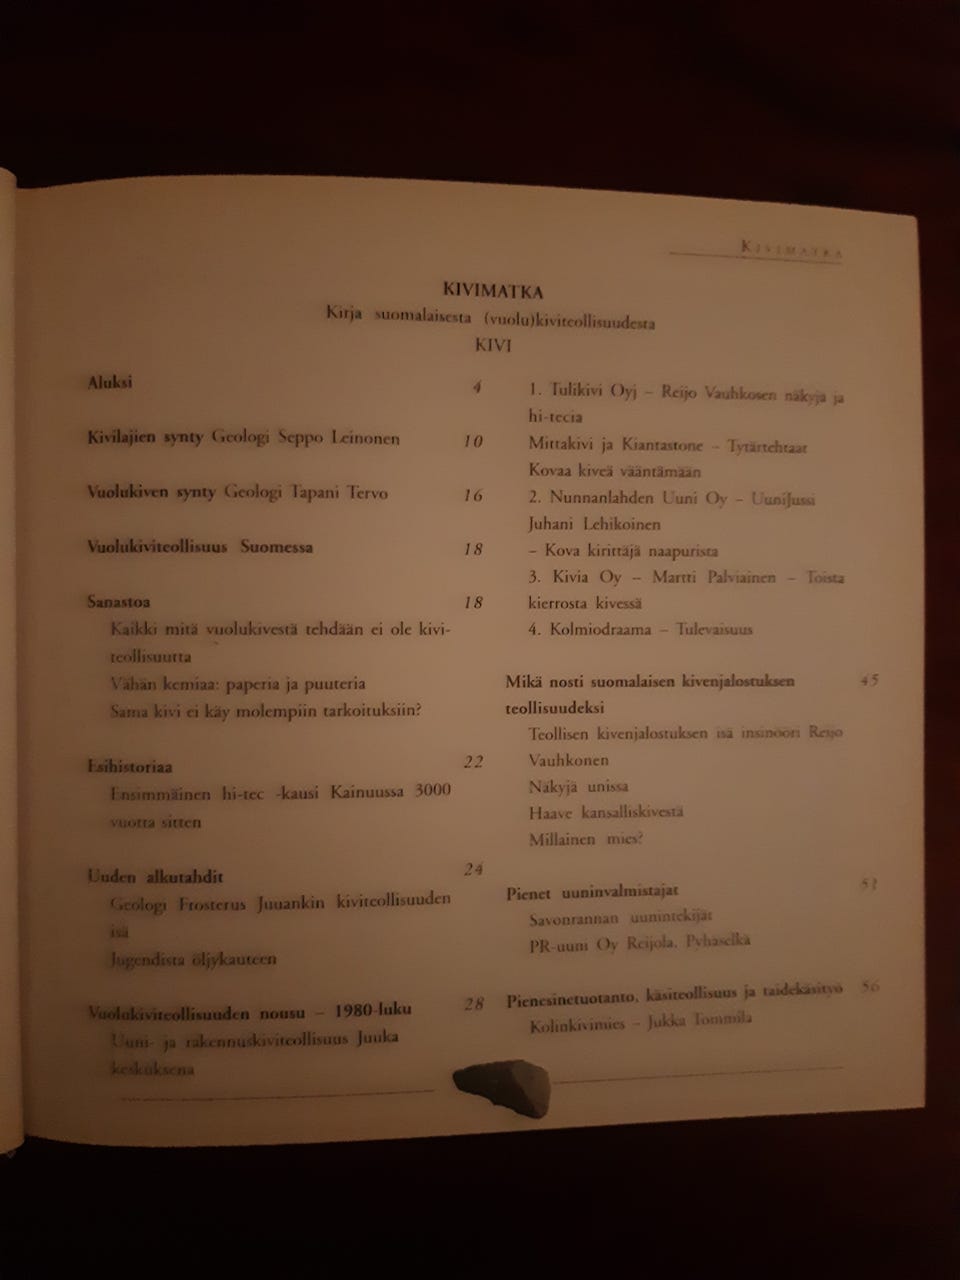 KIVIMATKA
KIVIMATKA
Kirja suomalaisesta (vuolu)kiviteollisuudesta
KIVI
Aluksi 4
Kivilajien synty Geologi Seppo Leinonen 10
Vuolukiven synty Geologi Tapani Tervo 16
Vuolukiviteollisuus Suomessa 18
Sanastoa 18
Kaikki mitä vuolukivestä tehdään ei ole kivi-
teollisuutta
Vähän kemiaa: paperia ja puuteria
Sama kivi ei käy molempiin tarkoituksiin?
Esihistoriaa 22
Ensimmäinen hi-tec -kausi Kainuussa 3000
vuotta sitten
Uuden alkutahdit 24
Geologi Frosterus Juuankin kiviteollisuuden
isä
Jugendista öljykauteen
Vuolukiviteollisuuden nousu – 1980-luku 28
Uuni- ja rakennuskiviteollisuus Juuka
keskuksena
1. Tulikivi Oyj – Reijo Vauhkosen näkyjä ja
hi-tecia
Mittakivi ja Kiantastone – Tytärtehtaat
Kovaa kiveä vääntämään
2. Nunnanlahden Uuni Oy – UuniJussi
Juhani Lehikoinen
– Kova kirittäjä naapurista
3. Kivia Oy – Martti Palviainen – Toista
kierrosta kivessä
4. Kolmiodraama – Tulevaisuus
Mikä nosti suomalaisen kivenjalostuksen 45
teollisuudeksi
Teollisen kivenjalostuksen isä insinööri Reijo
Vauhkonen
Näkyjä unissa
Haave kansalliskivestä
Millainen mies?
Pienet uuninvalmistajat
Savonrannan uunintekijät
PR-uuni Oy Reijola, Pyhäselkä
Pienesinetuotanto, käsiteollisuus ja taidekäsityö 56
Kolinkivimies – Jukka Tommila